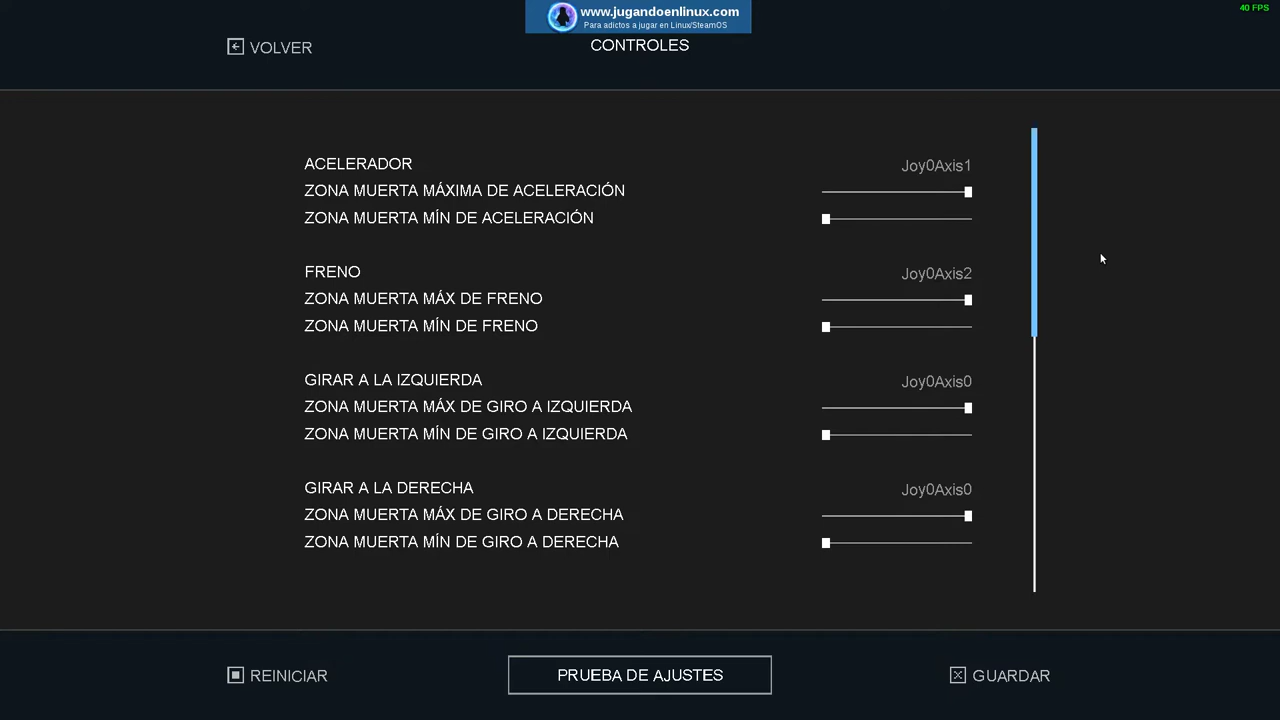 www.jugandoenlinux.com
Para adictos a jugar en Linux/SteamOS
40 FPS
VOLVER
CONTROLES
ACELERADOR Joy0Axis1
ZONA MUERTA MÁXIMA DE ACELERACIÓN
ZONA MUERTA MÍN DE ACELERACIÓN
FRENO Joy0Axis2
ZONA MUERTA MÁX DE FRENO
ZONA MUERTA MÍN DE FRENO
GIRAR A LA IZQUIERDA Joy0Axis0
ZONA MUERTA MÁX DE GIRO A IZQUIERDA
ZONA MUERTA MÍN DE GIRO A IZQUIERDA
GIRAR A LA DERECHA Joy0Axis0
ZONA MUERTA MÁX DE GIRO A DERECHA
ZONA MUERTA MÍN DE GIRO A DERECHA
REINICIAR
PRUEBA DE AJUSTES
GUARDAR